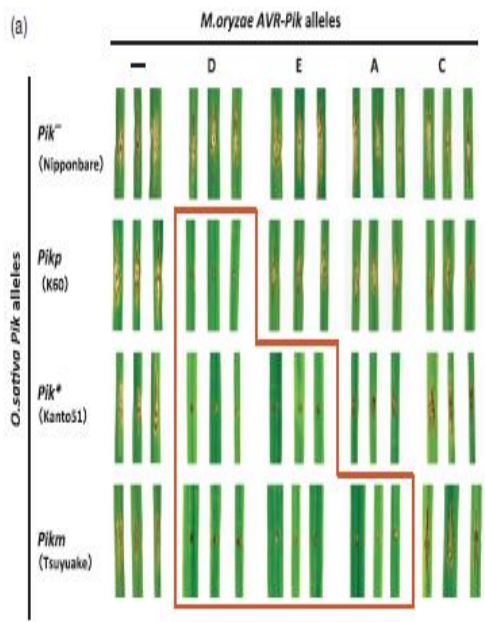 (a)
M.oryzae AVR-Pik alleles
— D E A C
O.sativa Pik alleles
Pik⁻
(Nipponbare)
Pikp
(K60)
Pik*
(Kanto51)
Pikm
(Tsuyuake)